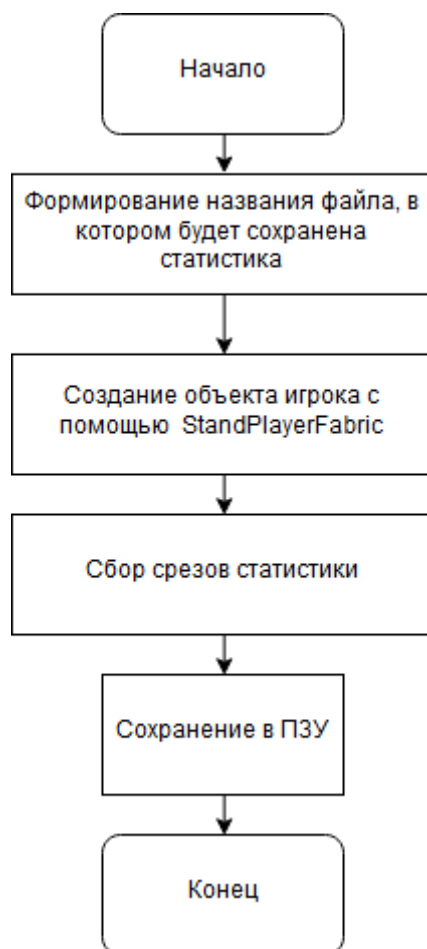 Начало
Формирование названия файла, в
котором будет сохранена
статистика
Создание объекта игрока с
помощью StandPlayerFabric
Сбор срезов статистики
Сохранение в ПЗУ
Конец